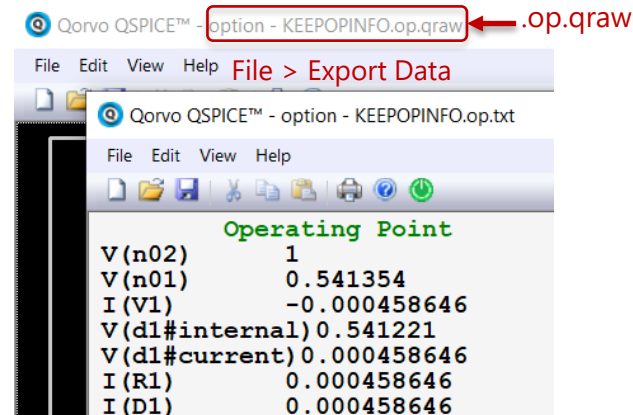 Qorvo QSPICE™ - option - KEEPOPINFO.op.qraw .op.qraw
File Edit View Help File > Export Data
Qorvo QSPICE™ - option - KEEPOPINFO.op.txt
File Edit View Help
Operating Point
V(n02) 1
V(n01) 0.541354
I(V1) -0.000458646
V(d1#internal)0.541221
V(d1#current)0.000458646
I(R1) 0.000458646
I(D1) 0.000458646